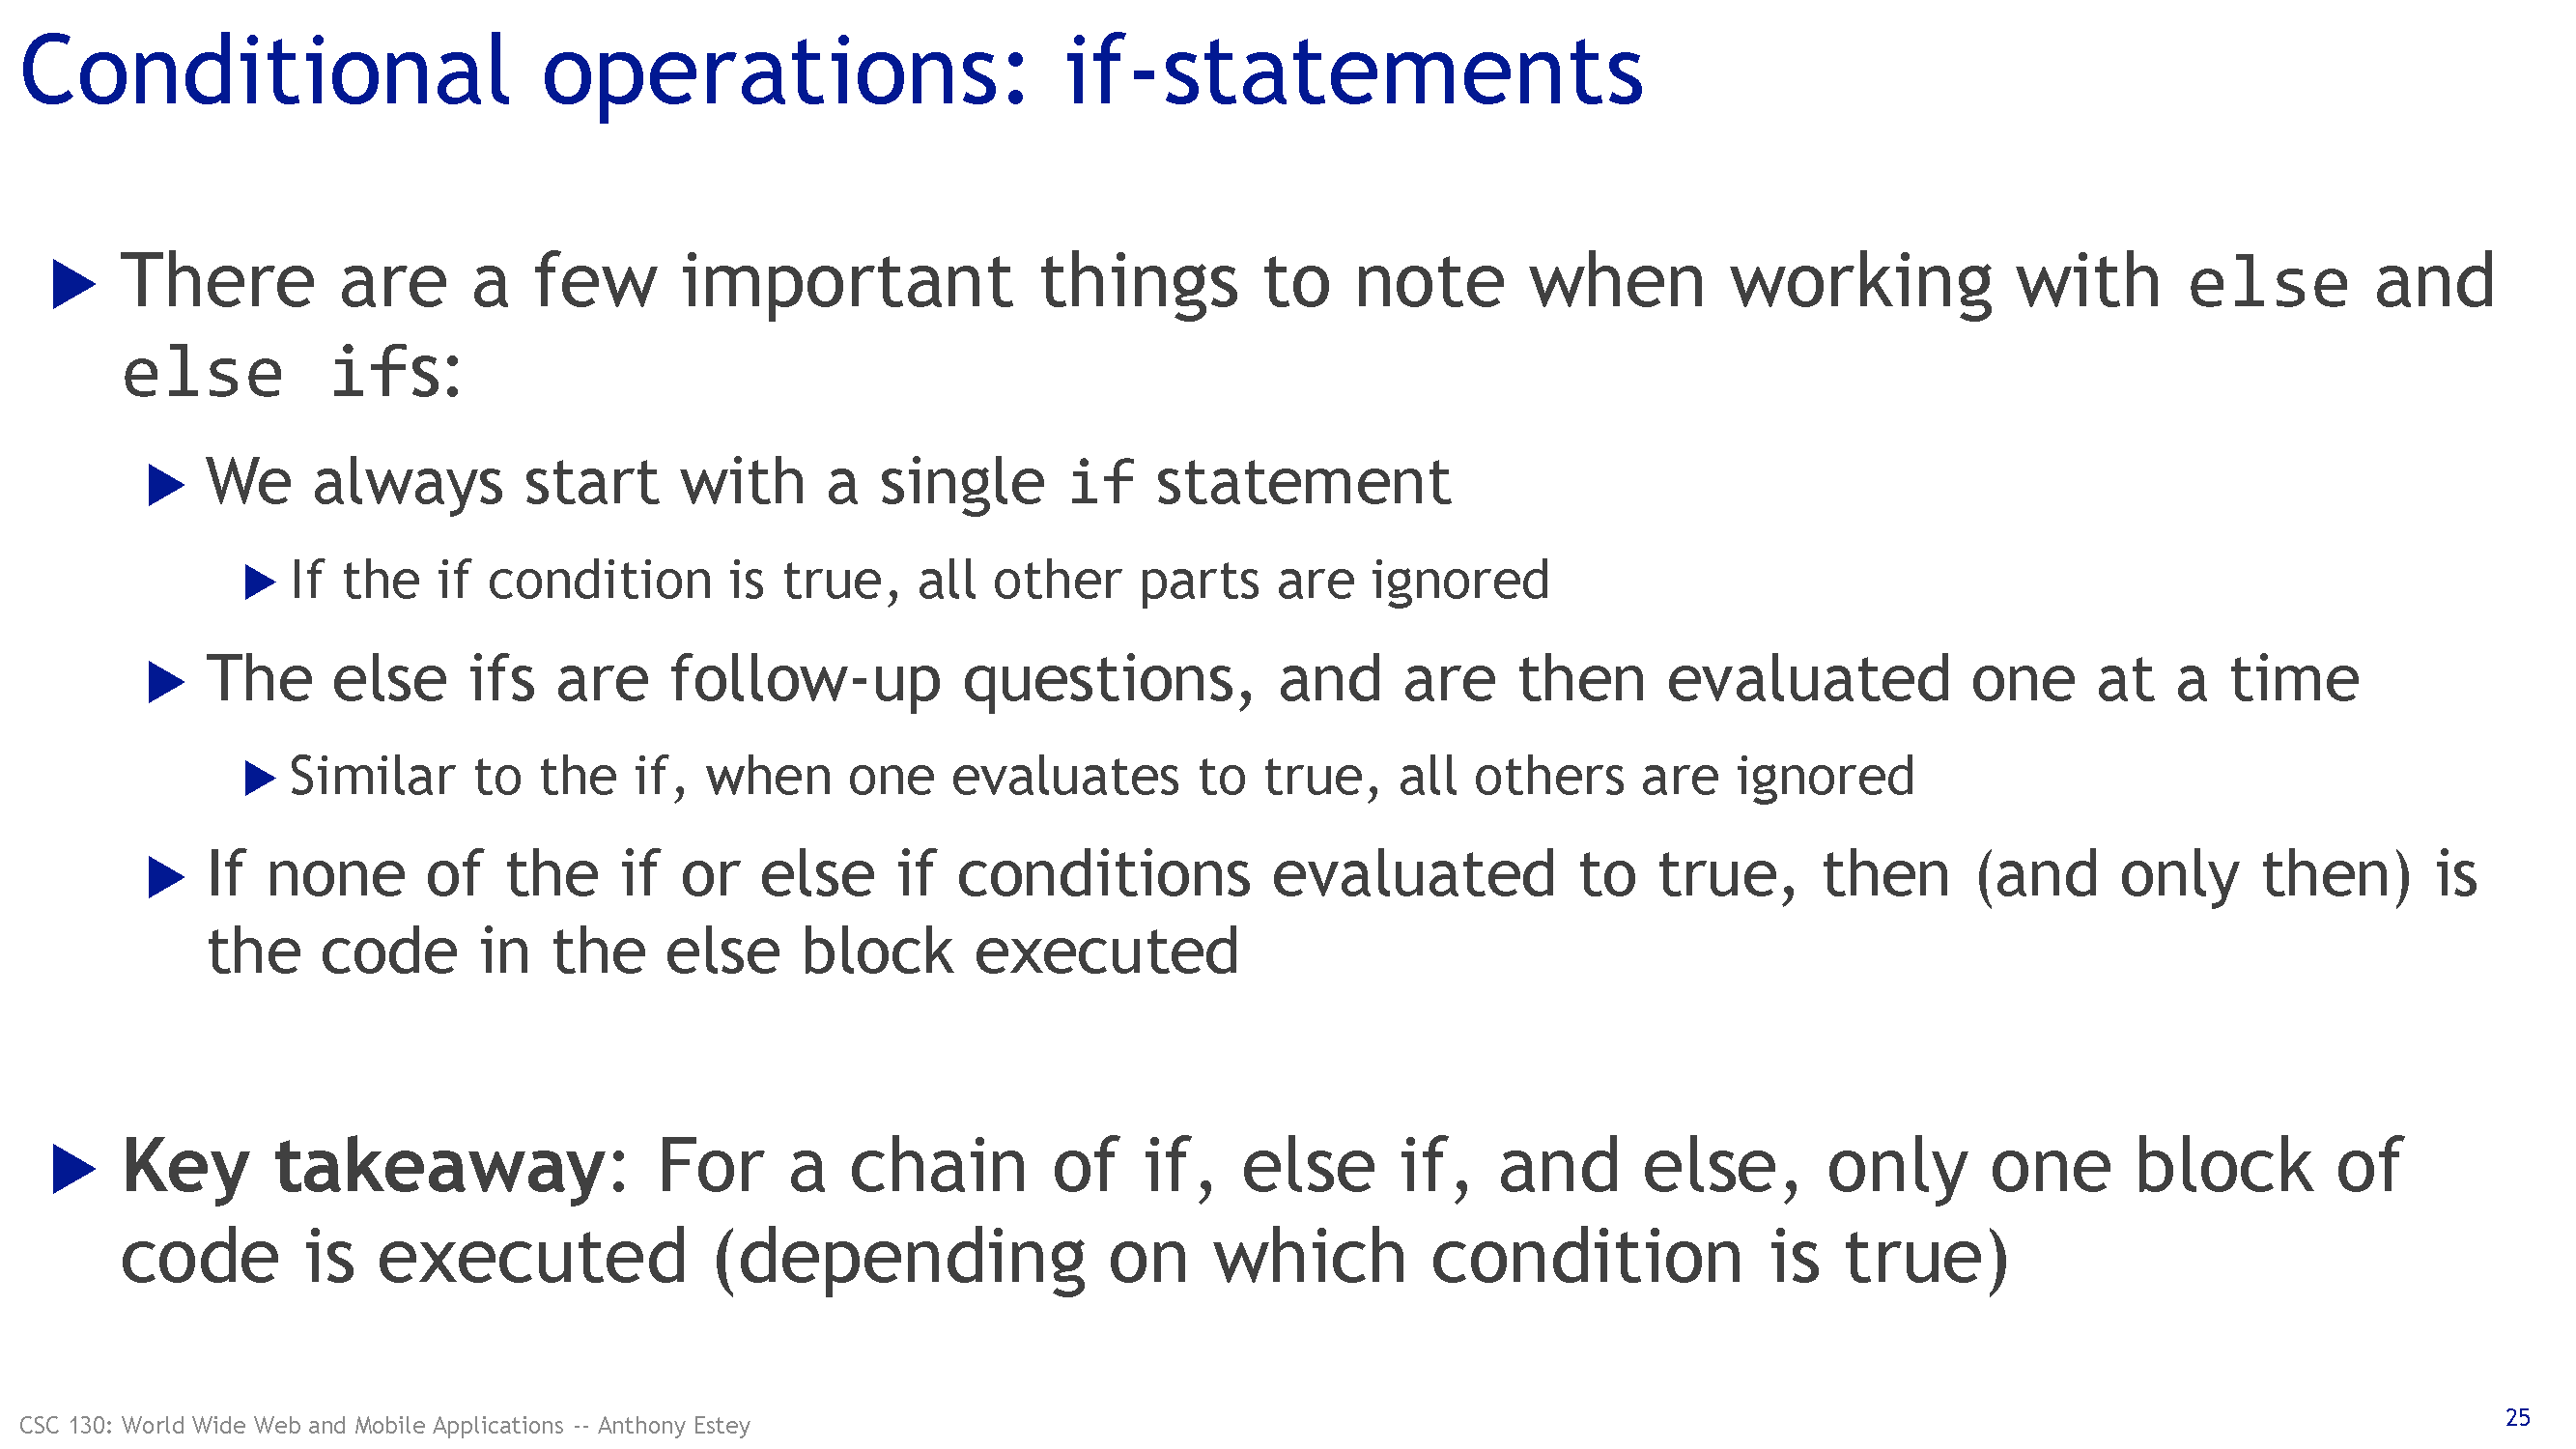 Conditional operations: if-statements
There are a few important things to note when working with else and
else ifs:
We always start with a single if statement
If the if condition is true, all other parts are ignored
The else ifs are follow-up questions, and are then evaluated one at a time
Similar to the if, when one evaluates to true, all others are ignored
If none of the if or else if conditions evaluated to true, then (and only then) is
the code in the else block executed
Key takeaway: For a chain of if, else if, and else, only one block of
code is executed (depending on which condition is true)
CSC 130: World Wide Web and Mobile Applications -- Anthony Estey
25